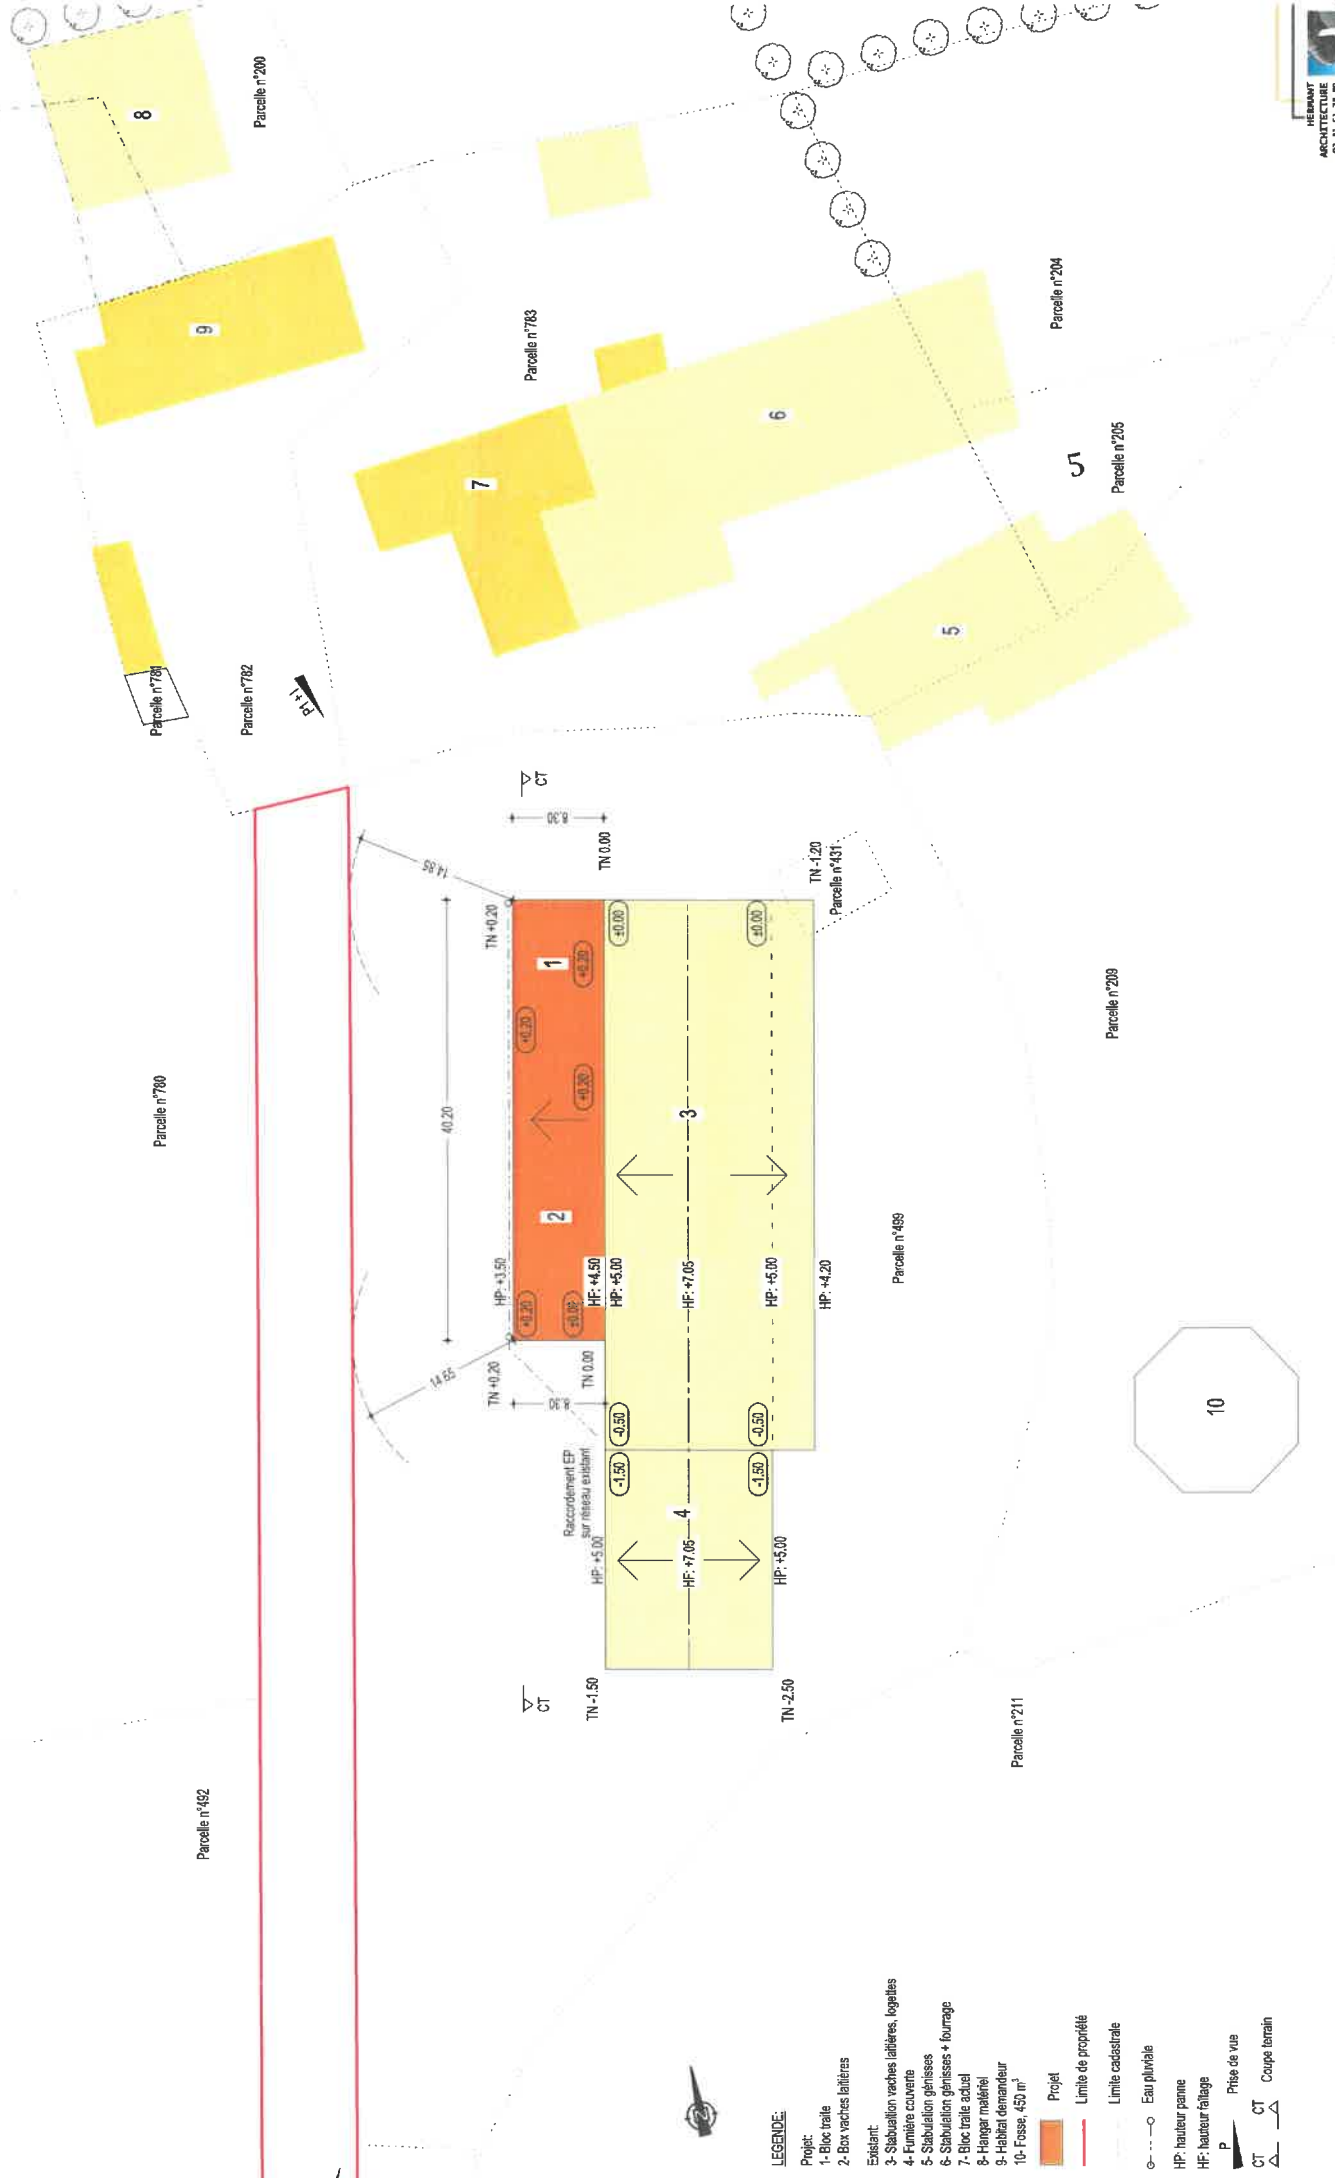 Parcelle n°492
Parcelle n°780
Parcelle n°781
Parcelle n°782
P1+I
9
8
Parcelle n°200
14.65
40.20
14.85
TN +0.20
HP: +3.50
TN +0.20
CT
8.35
8.30
CT
+0.20
±0.00
2
+0.20
+0.20
1
+0.20
TN 0.00
HF: +4.50
TN 0.00
Raccordement EP
sur réseau existant
HP: +5.00
TN -1.50
-1.50
-0.50
HP: +5.00
±0.00
HF: +7.05
4
HF: +7.05
3
-1.50
-0.50
HP: +5.00
±0.00
TN -2.50
HP: +5.00
HP: +4.20
TN -1.20
Parcelle n°431
7
Parcelle n°783
6
5
Parcelle n°204
5
Parcelle n°205
Parcelle n°499
Parcelle n°209
Parcelle n°211
10
LEGENDE:
Projet:
1- Bloc traite
2- Box vaches laitières
Existant:
3- Stabualtion vaches laitières, logettes
4- Fumière couverte
5- Stabulation génisses
6- Stabulation génisses + fourrage
7- Bloc traite actuel
8- Hangar matériel
9- Habitat demandeur
10- Fosse, 450 m³
Projet
Limite de propriété
Limite cadastrale
Eau pluviale
HP: hauteur panne
HF: hauteur faîtage
P
Prise de vue
CT CT
Coupe terrain
HERMANT
ARCHITECTURE